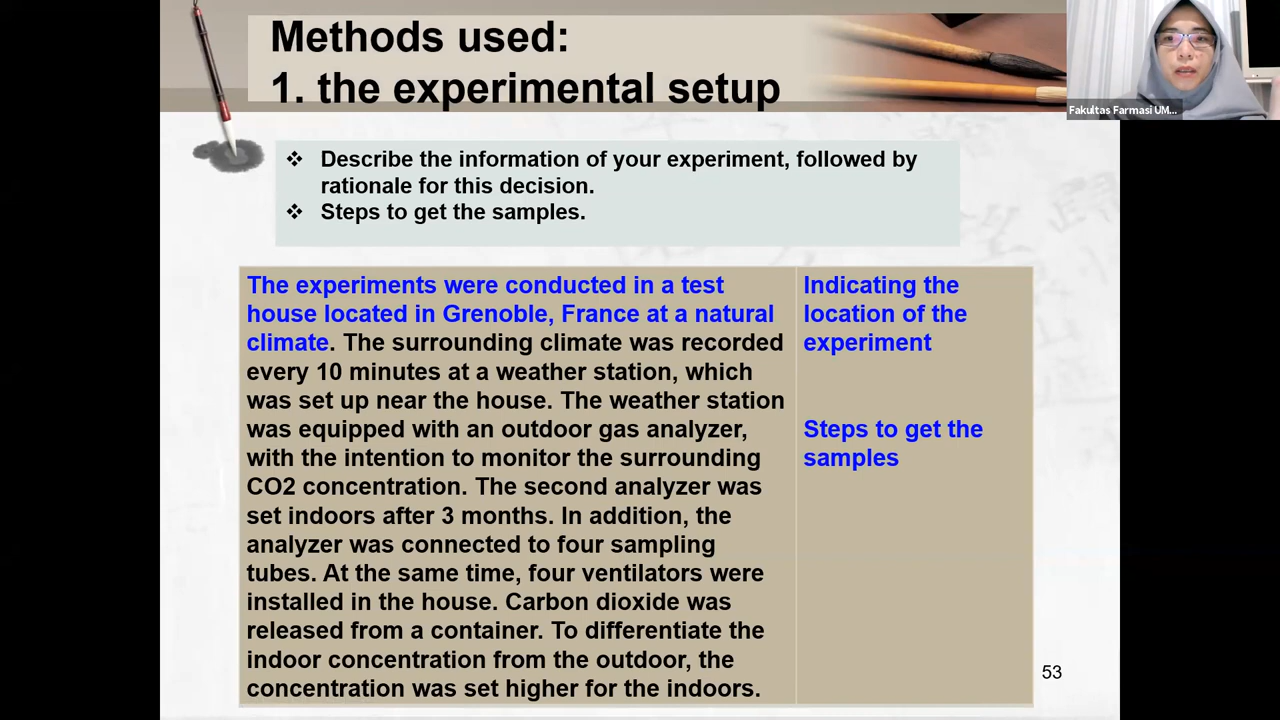 Methods used:
1. the experimental setup
Fakultas Farmasi UM...
❖ Describe the information of your experiment, followed by
rationale for this decision.
❖ Steps to get the samples.
The experiments were conducted in a test
house located in Grenoble, France at a natural
climate. The surrounding climate was recorded
every 10 minutes at a weather station, which
was set up near the house. The weather station
was equipped with an outdoor gas analyzer,
with the intention to monitor the surrounding
CO2 concentration. The second analyzer was
set indoors after 3 months. In addition, the
analyzer was connected to four sampling
tubes. At the same time, four ventilators were
installed in the house. Carbon dioxide was
released from a container. To differentiate the
indoor concentration from the outdoor, the
concentration was set higher for the indoors.
Indicating the
location of the
experiment
Steps to get the
samples
53